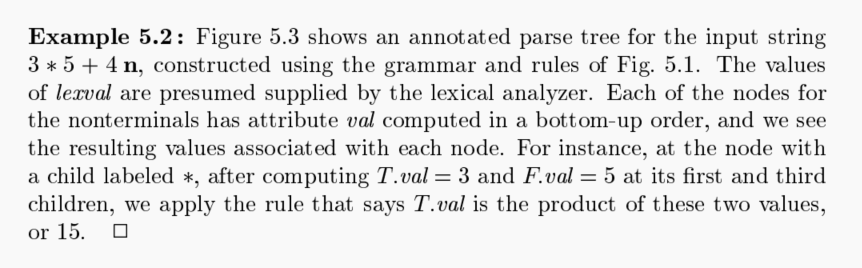 Example 5.2: Figure 5.3 shows an annotated parse tree for the input string
3 * 5 + 4 n, constructed using the grammar and rules of Fig. 5.1. The values
of lexval are presumed supplied by the lexical analyzer. Each of the nodes for
the nonterminals has attribute val computed in a bottom-up order, and we see
the resulting values associated with each node. For instance, at the node with
a child labeled *, after computing T.val = 3 and F.val = 5 at its first and third
children, we apply the rule that says T.val is the product of these two values,
or 15. □